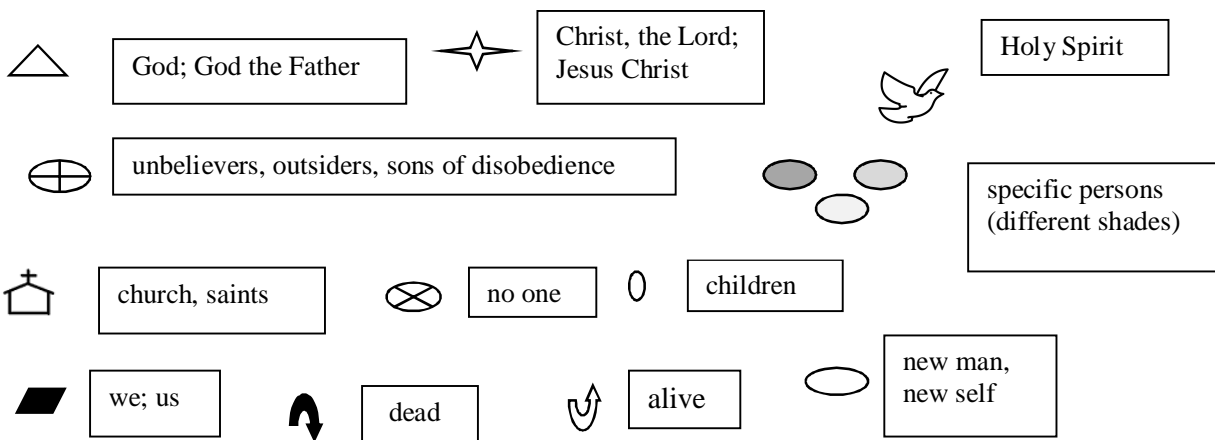 God; God the Father
Christ, the Lord;
Jesus Christ
Holy Spirit
unbelievers, outsiders, sons of disobedience
specific persons
(different shades)
church, saints
no one
children
we; us
dead
alive
new man,
new self